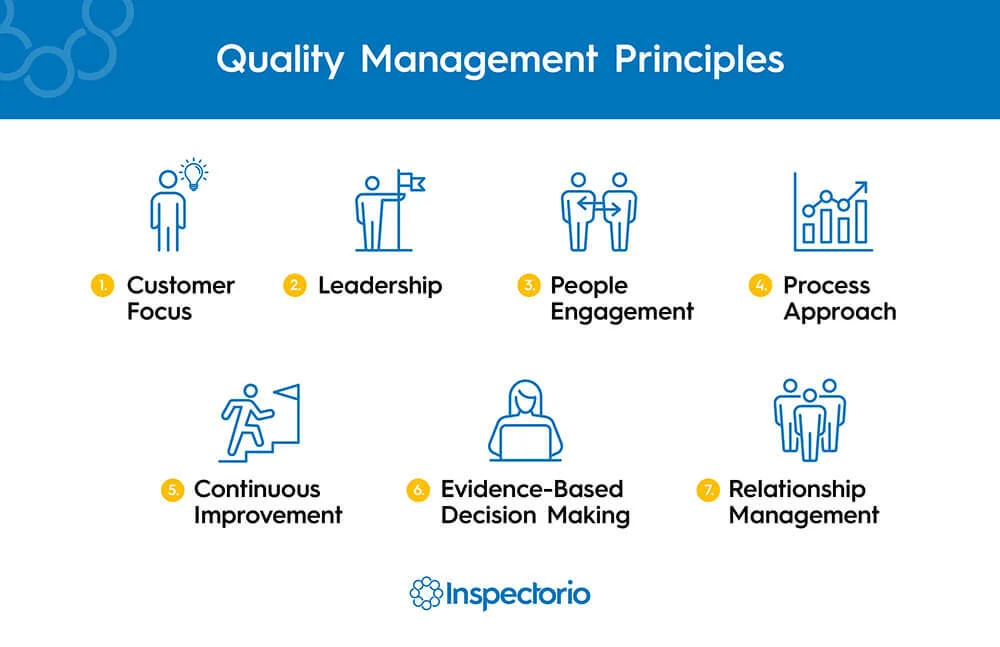 Quality Management Principles
1. Customer
Focus
2. Leadership
3. People
Engagement
4. Process
Approach
5. Continuous
Improvement
6. Evidence-Based
Decision Making
7. Relationship
Management
Inspectorio